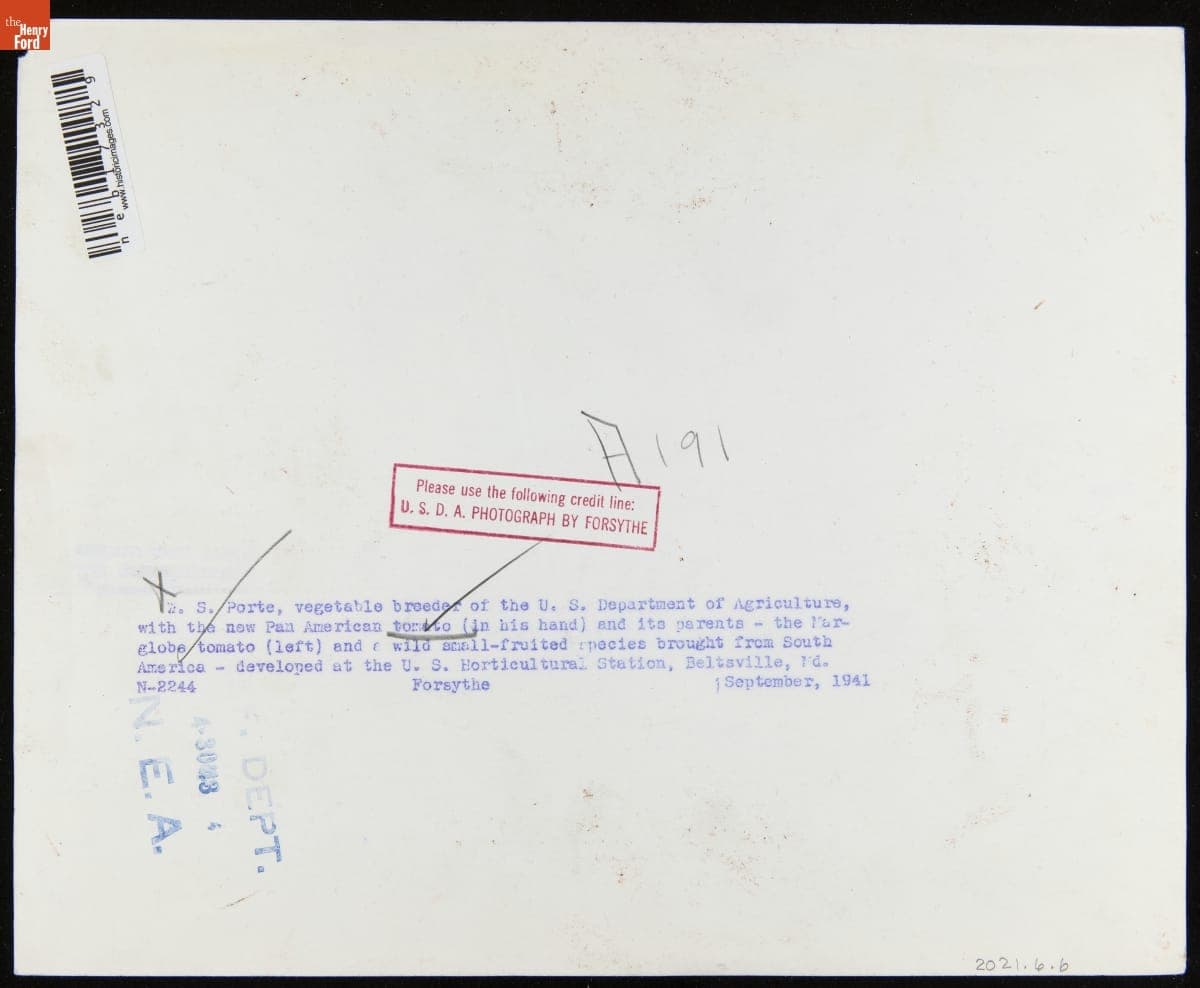 the
Henry
Ford
www.historicimages.com
A 191
Please use the following credit line:
U. S. D. A. PHOTOGRAPH BY FORSYTHE
S. Porte, vegetable breeder of the U. S. Department of Agriculture,
with the new Pan American tomato (in his hand) and its parents - the Mar-
globe tomato (left) and a wild small-fruited species brought from South
America - developed at the U. S. Horticultural Station, Beltsville, Md.
N-2244 Forsythe September, 1941
N. E. A.
DEPT.
2021.6.6